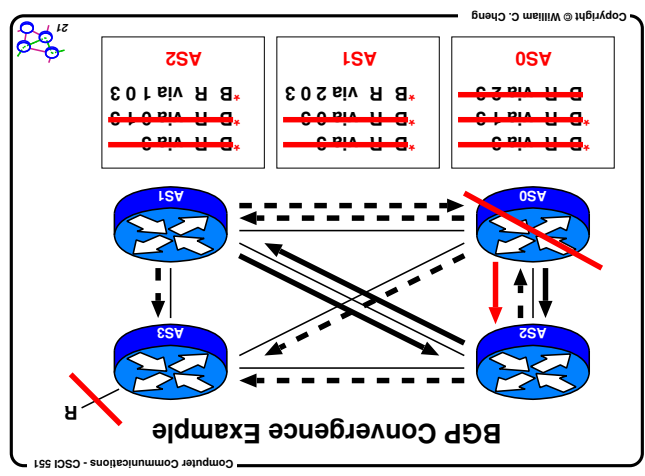 Computer Communications - CSCI 551
BGP Convergence Example
R
AS2
AS3
AS0
AS1
*B R via 3
*B R via 1 3
B R via 2 3
AS0
*B R via 3
*B R via 0 3
*B R via 2 0 3
AS1
*B R via 3
*B R via 0 1 3
*B R via 1 0 3
AS2
21
Copyright © William C. Cheng